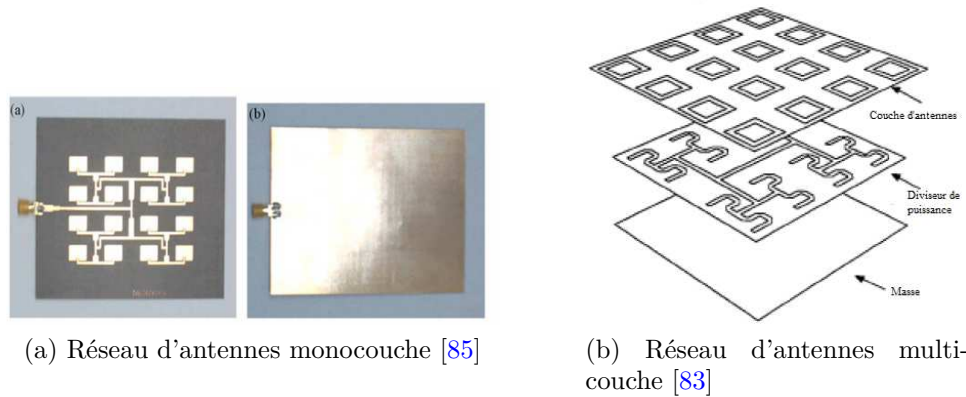 (a)
(b)
Couche d'antennes
Diviseur de
puissance
Masse
(a) Réseau d'antennes monocouche [85]
(b) Réseau d'antennes multi-
couche [83]